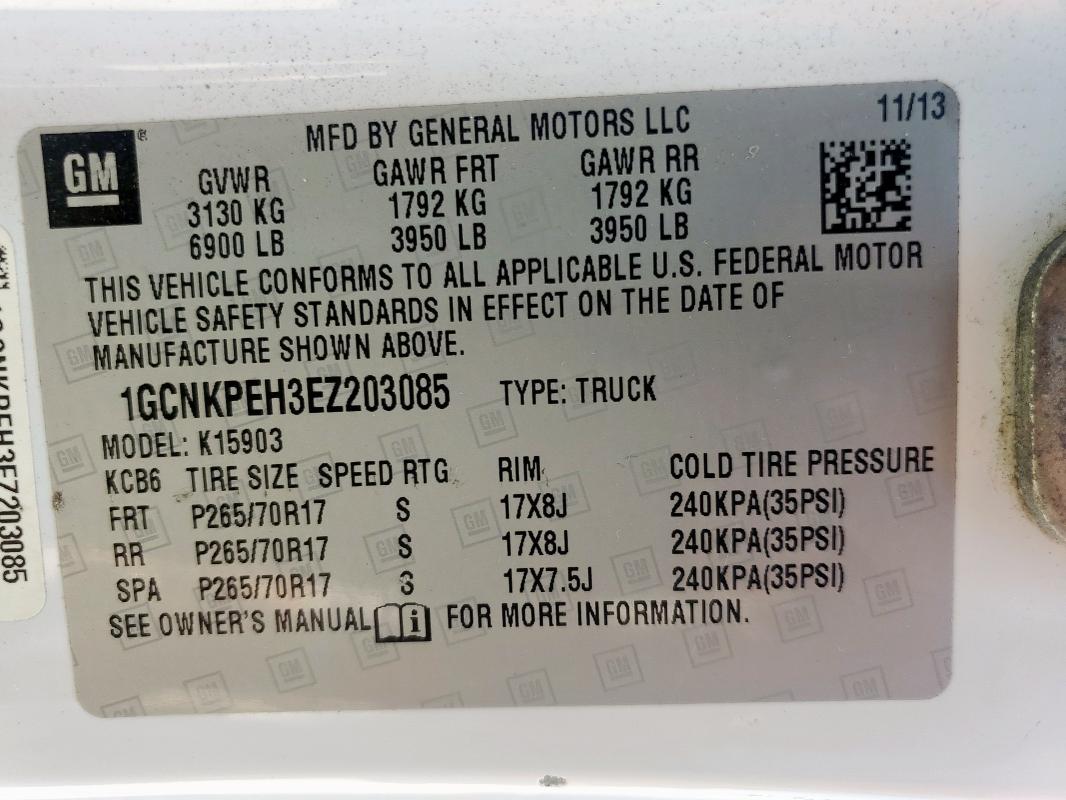 GM
®
MFD BY GENERAL MOTORS LLC
11/13
GVWR GAWR FRT GAWR RR
3130 KG 1792 KG 1792 KG
6900 LB 3950 LB 3950 LB
THIS VEHICLE CONFORMS TO ALL APPLICABLE U.S. FEDERAL MOTOR
VEHICLE SAFETY STANDARDS IN EFFECT ON THE DATE OF
MANUFACTURE SHOWN ABOVE.
1GCNKPEH3EZ203085 TYPE: TRUCK
MODEL: K15903
KCB6 TIRE SIZE SPEED RTG RIM COLD TIRE PRESSURE
FRT P265/70R17 S 17X8J 240KPA(35PSI)
RR P265/70R17 S 17X8J 240KPA(35PSI)
SPA P265/70R17 S 17X7.5J 240KPA(35PSI)
SEE OWNER'S MANUAL i FOR MORE INFORMATION.
NKPEH3EZ203085